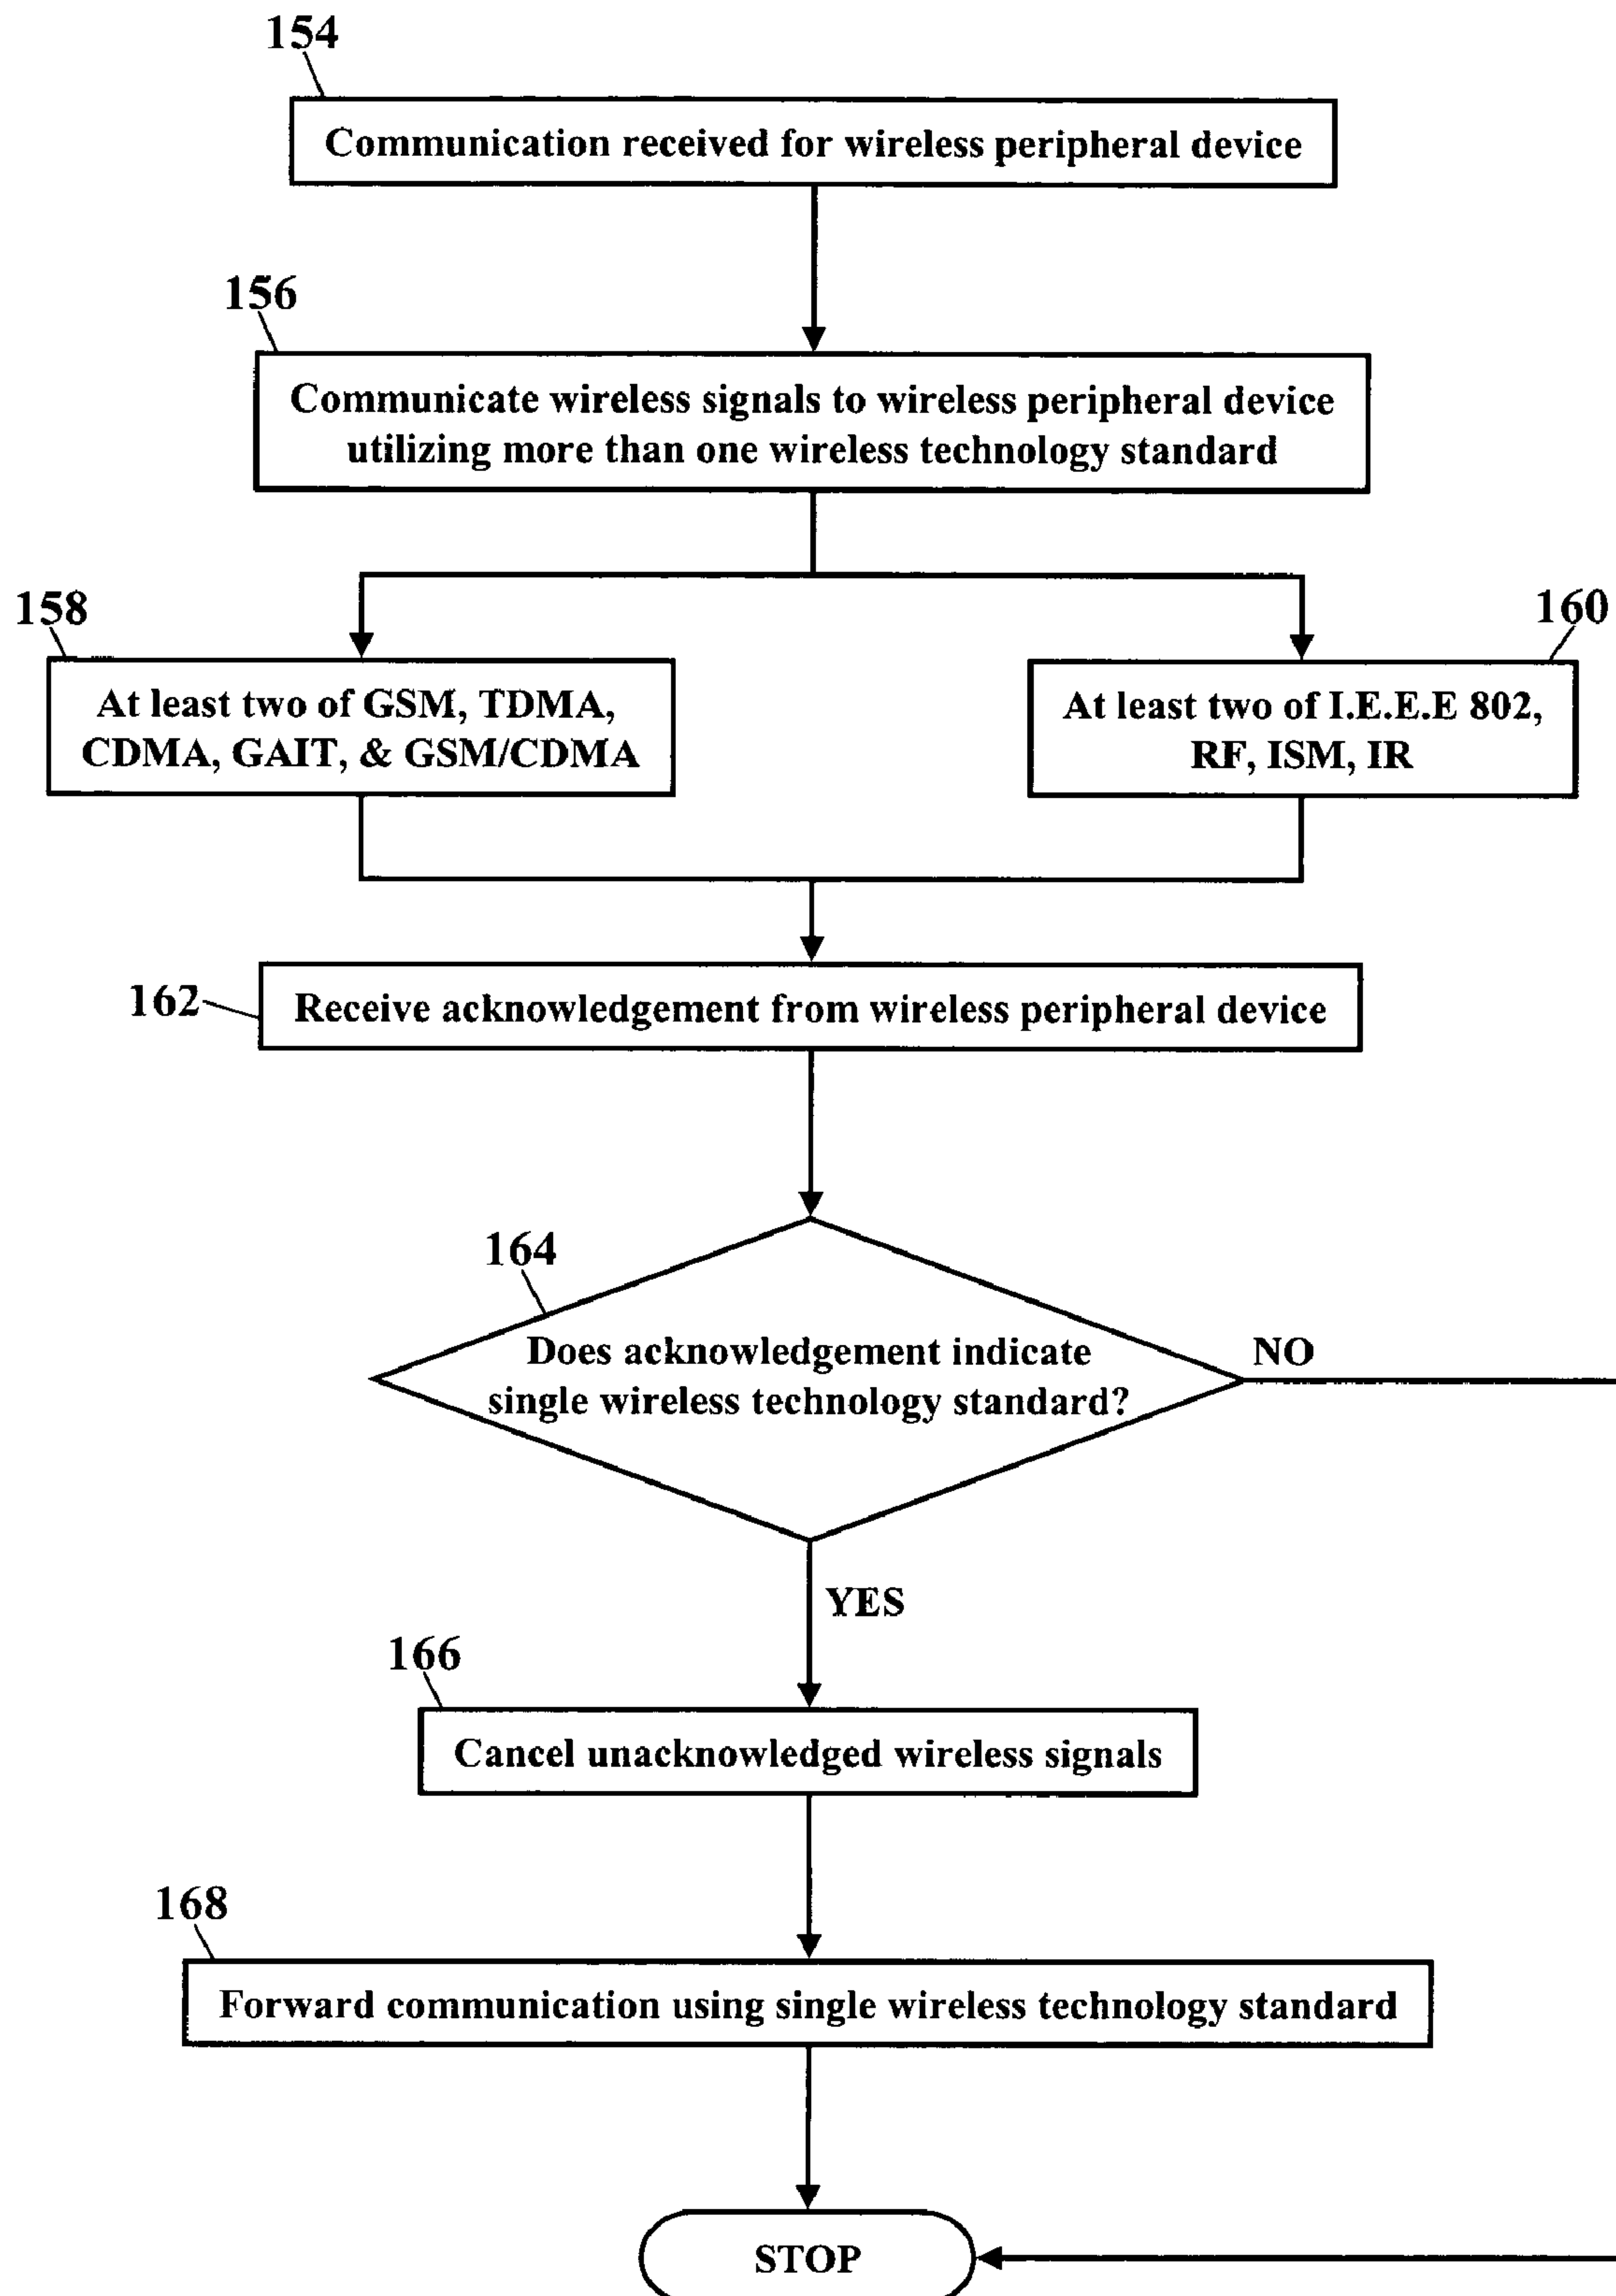 154
Communication received for wireless peripheral device
156
Communicate wireless signals to wireless peripheral device
utilizing more than one wireless technology standard
158
160
At least two of GSM, TDMA,
CDMA, GAIT, & GSM/CDMA
At least two of I.E.E.E 802,
RF, ISM, IR
162
Receive acknowledgement from wireless peripheral device
164
Does acknowledgement indicate
single wireless technology standard?
NO
YES
166
Cancel unacknowledged wireless signals
168
Forward communication using single wireless technology standard
STOP